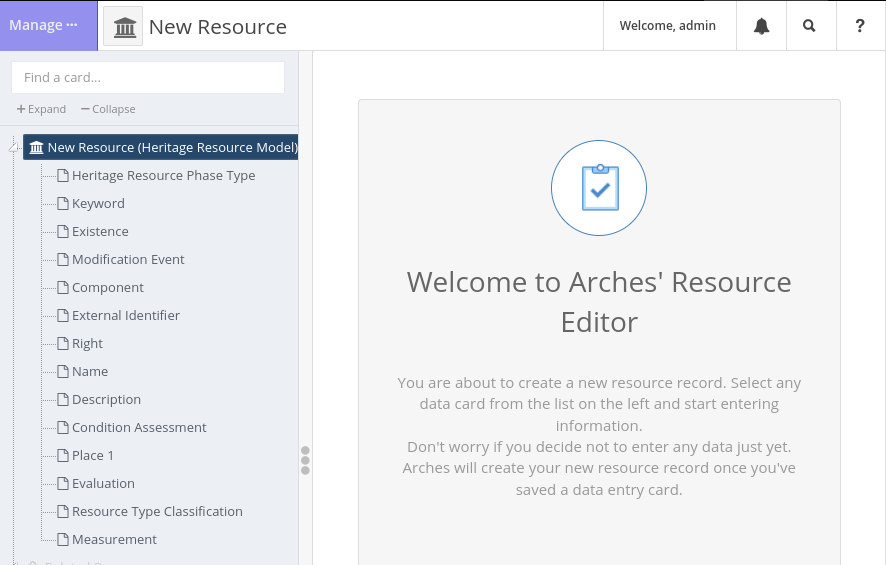 Manage
New Resource
Welcome, admin
?
Find a card...
+ Expand
− Collapse
New Resource (Heritage Resource Model)
Heritage Resource Phase Type
Keyword
Existence
Modification Event
Component
External Identifier
Right
Name
Description
Condition Assessment
Place 1
Evaluation
Resource Type Classification
Measurement
Welcome to Arches' Resource
Editor
You are about to create a new resource record. Select any
data card from the list on the left and start entering
information.
Don't worry if you decide not to enter any data just yet.
Arches will create your new resource record once you've
saved a data entry card.